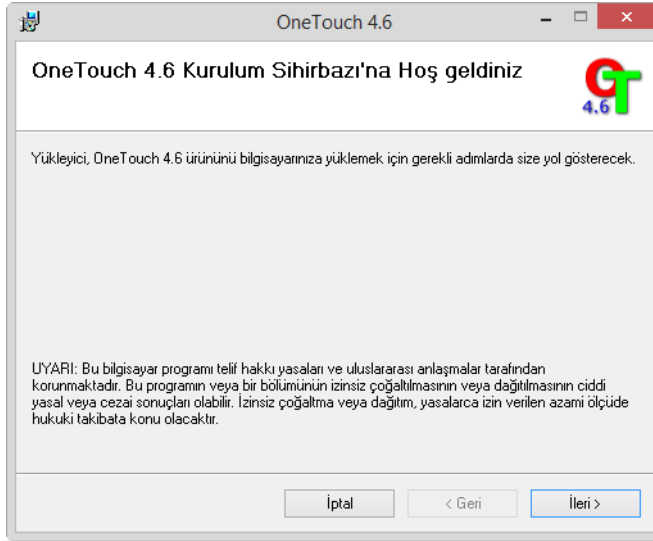 OneTouch 4.6
OneTouch 4.6 Kurulum Sihirbazı'na Hoş geldiniz
GT
4.6
Yükleyici, OneTouch 4.6 ürününü bilgisayarınıza yüklemek için gerekli adımlarda size yol gösterecek.
UYARI: Bu bilgisayar programı telif hakkı yasaları ve uluslararası anlaşmalar tarafından
korunmaktadır. Bu programın veya bir bölümünün izinsiz çoğaltılmasının veya dağıtılmasının ciddi
yasal veya cezai sonuçları olabilir. İzinsiz çoğaltma veya dağıtım, yasalarca izin verilen azami ölçüde
hukuki takibata konu olacaktır.
İptal
< Geri
İleri >